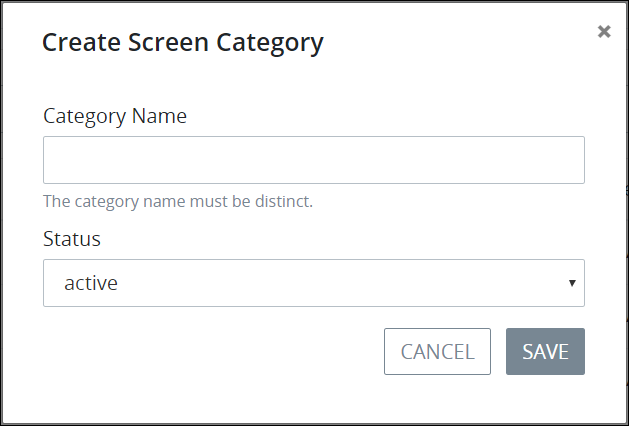 Create Screen Category
×
Category Name
The category name must be distinct.
Status
active
CANCEL SAVE